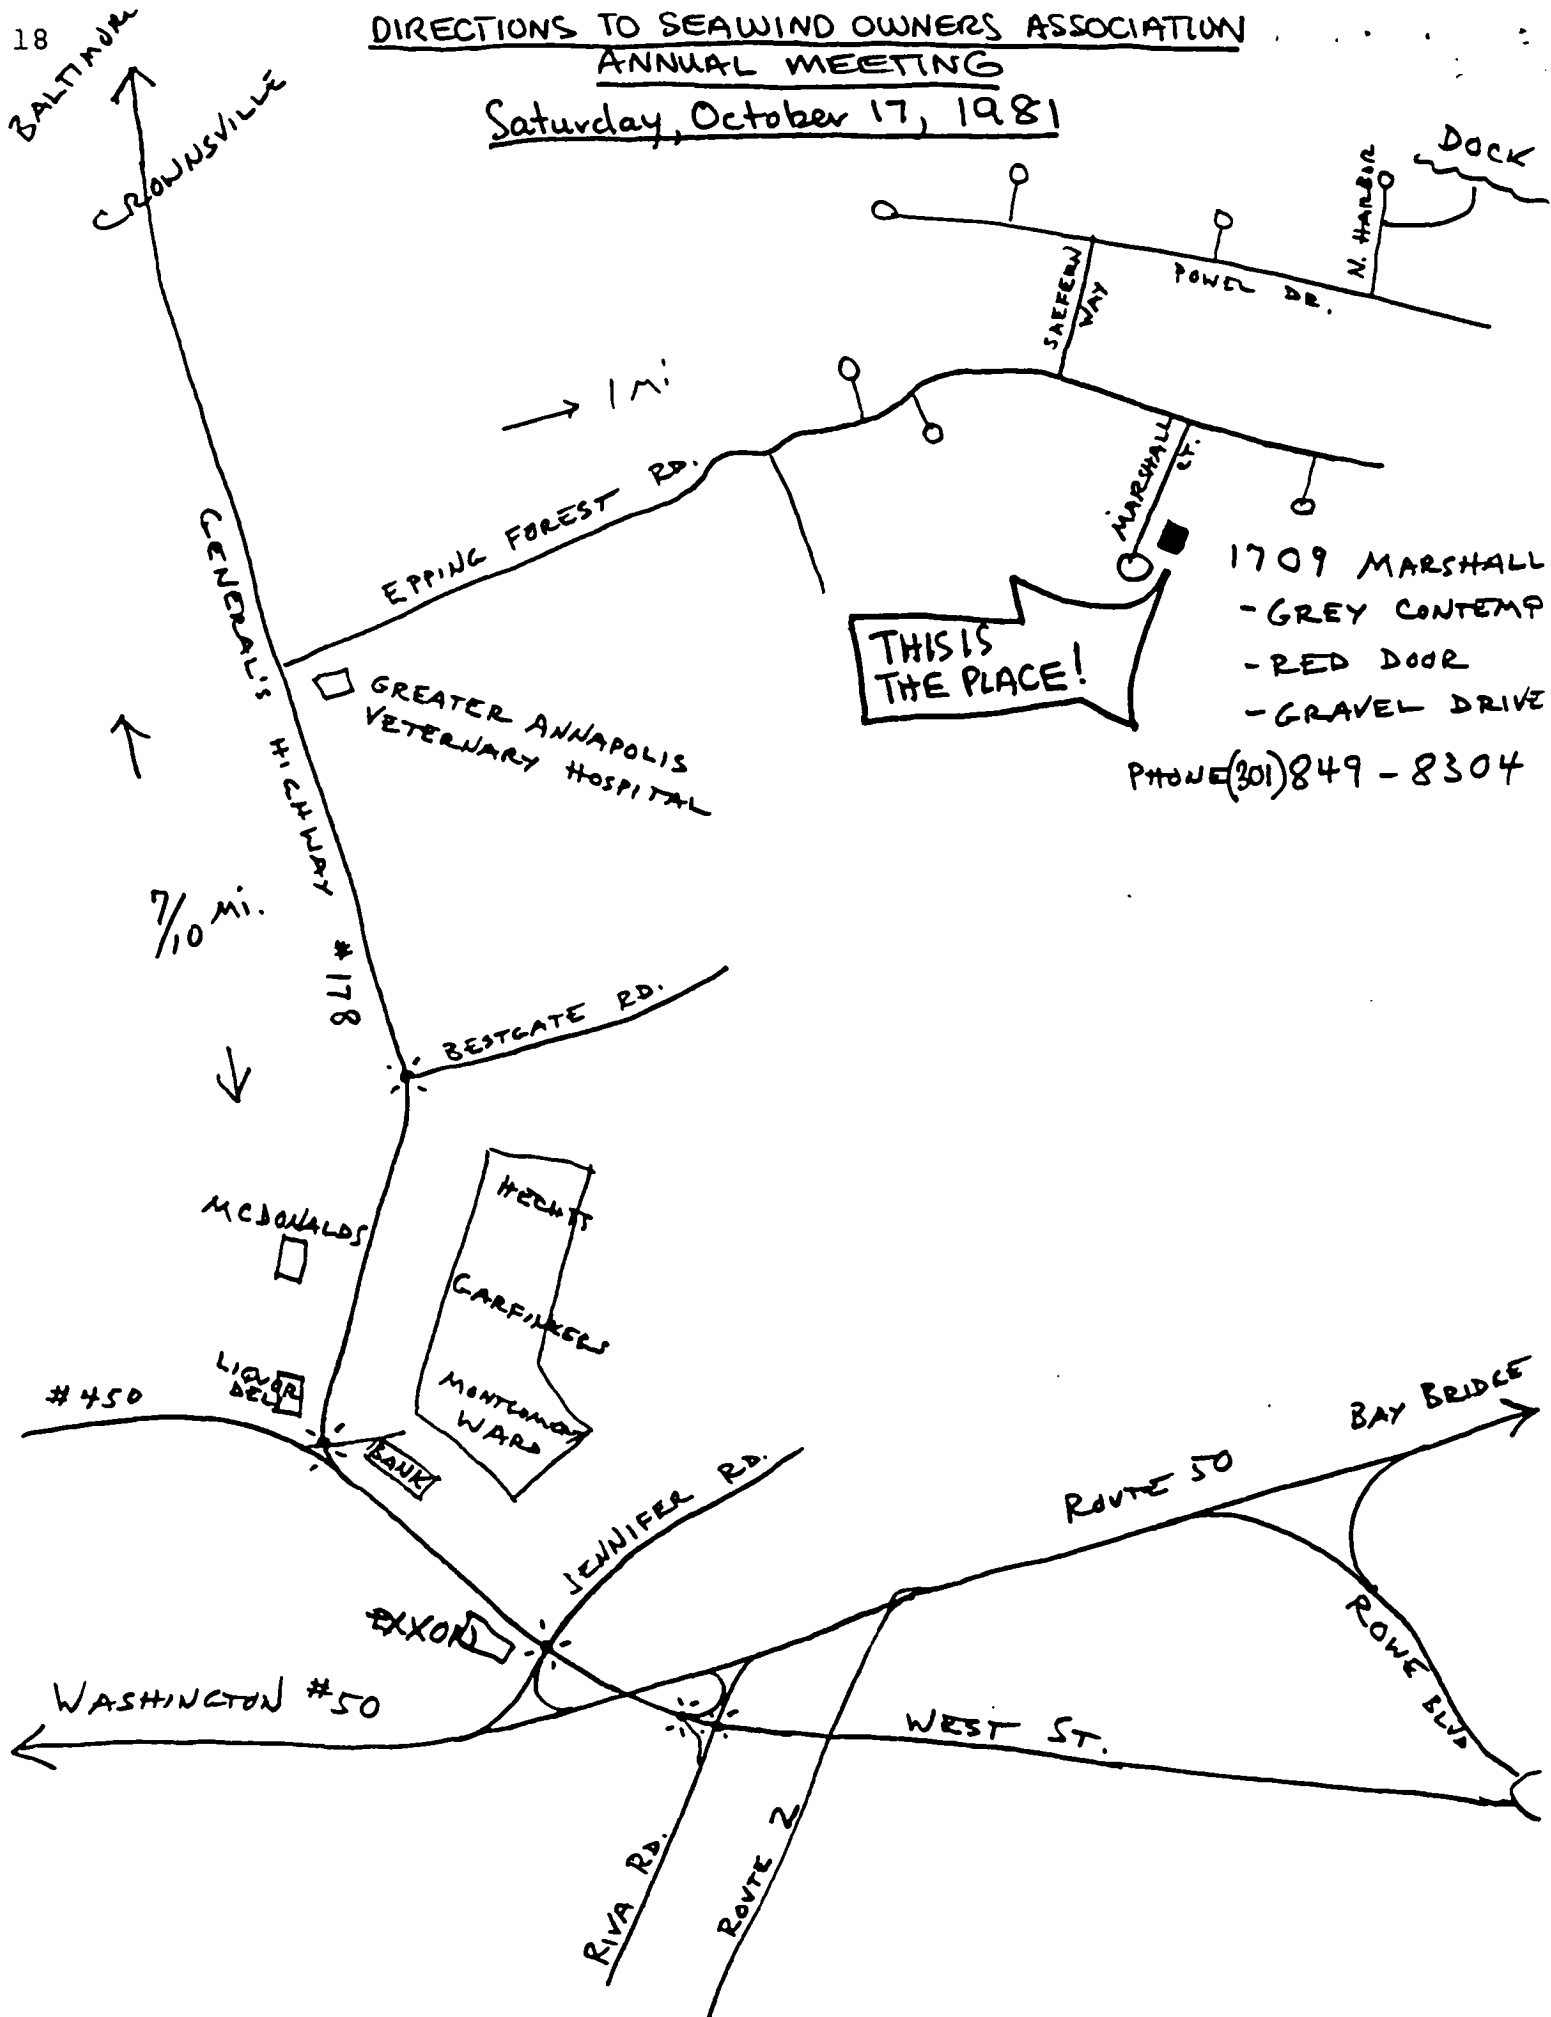 18
DIRECTIONS TO SEAWIND OWNERS ASSOCIATION
ANNUAL MEETING
Saturday, October 17, 1981
BALTIMORE
CROWNSVILLE
DOCK
N. HARBOR
SAEFERN
WAY
POWEL DR.
1 Mi
EPPING FOREST RD.
MARSHALL
CT.
GENERAL'S HIGHWAY #178
THIS IS
THE PLACE!
1709 MARSHALL
- GREY CONTEMP
- RED DOOR
- GRAVEL DRIVE
PHONE (301) 849-8304
GREATER ANNAPOLIS
VETERNARY HOSPITAL
7/10 Mi.
BESTGATE RD.
MCDONALDS
HECHTS
GARFINKELS
MONTGOMERY
WARD
LIQUOR
DELI
#450
BANK
JENNIFER RD.
BAY BRIDGE
ROUTE 50
EXXON
ROWE BLVD
WASHINGTON #50
WEST ST.
RIVA RD.
ROUTE 2